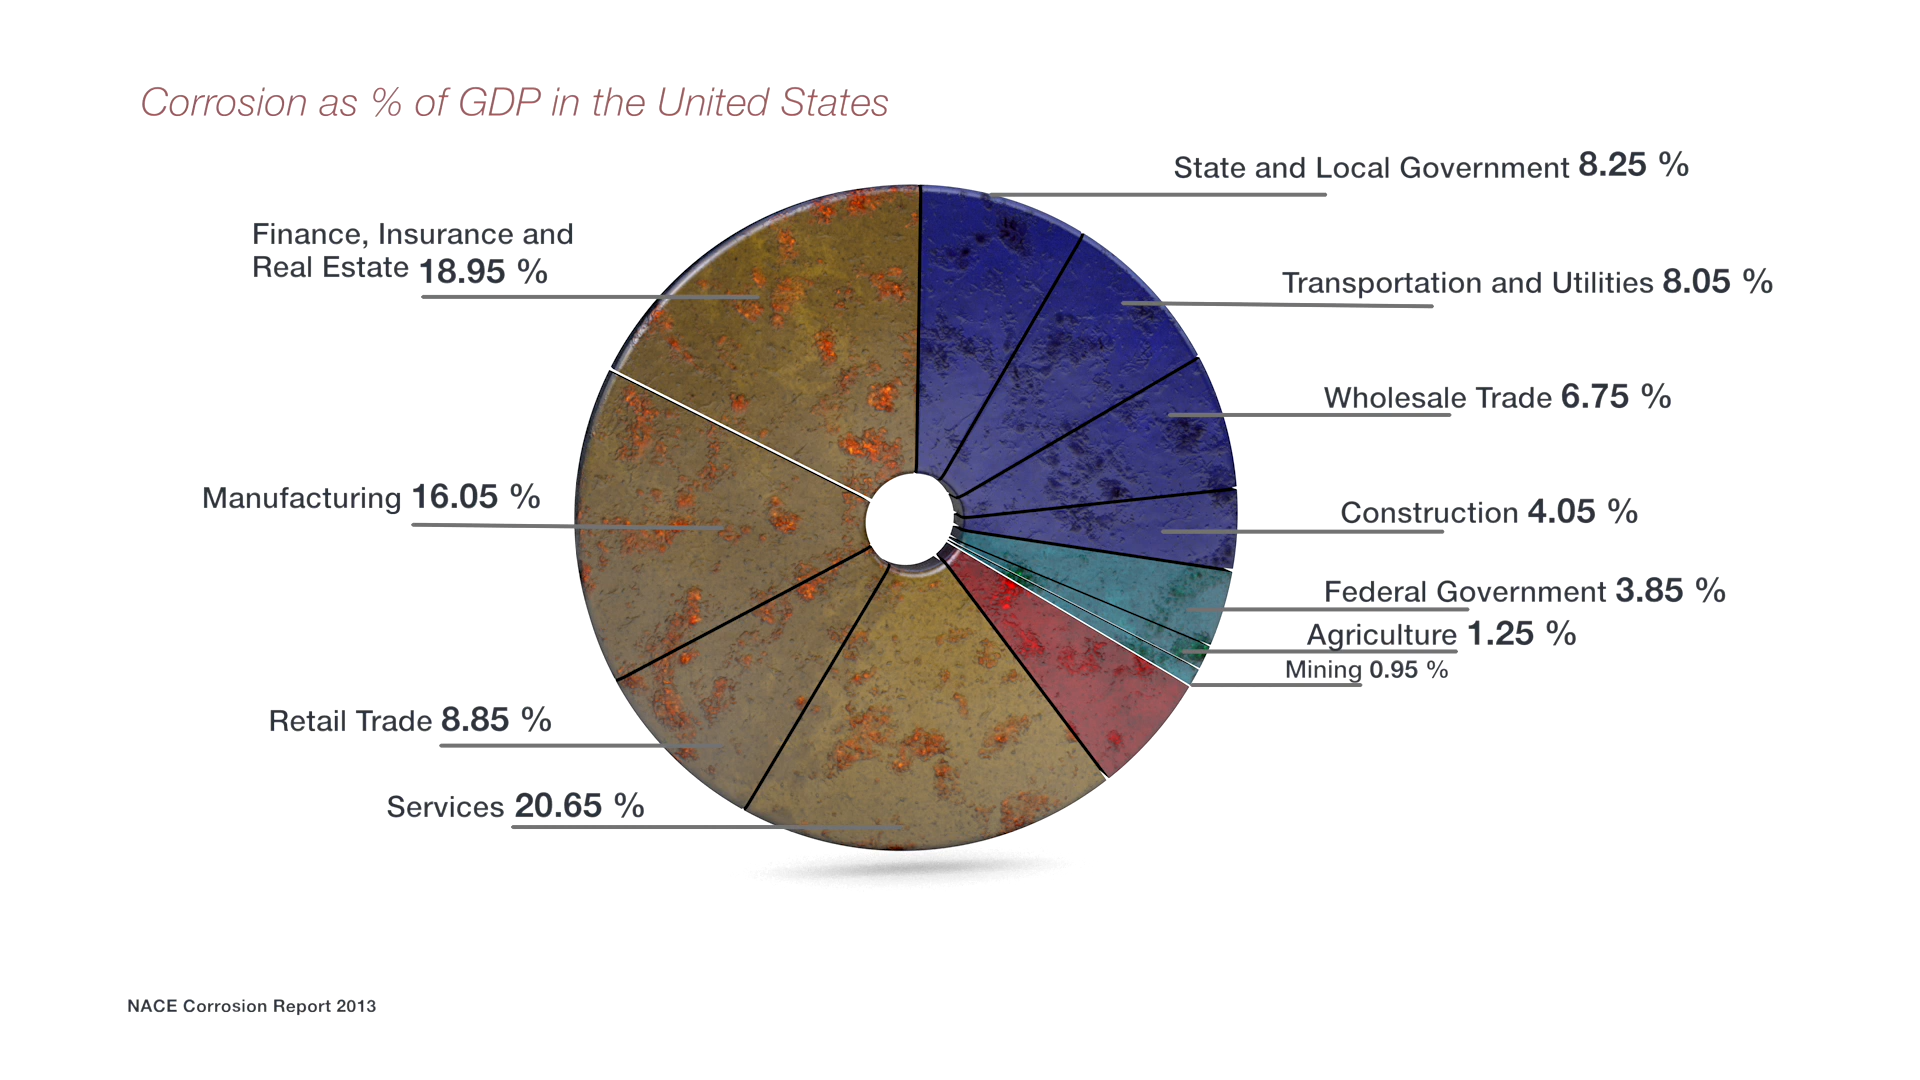 Corrosion as % of GDP in the United States
State and Local Government 8.25 %
Finance, Insurance and
Real Estate 18.95 %
Transportation and Utilities 8.05 %
Wholesale Trade 6.75 %
Manufacturing 16.05 %
Construction 4.05 %
Federal Government 3.85 %
Agriculture 1.25 %
Mining 0.95 %
Retail Trade 8.85 %
Services 20.65 %
NACE Corrosion Report 2013